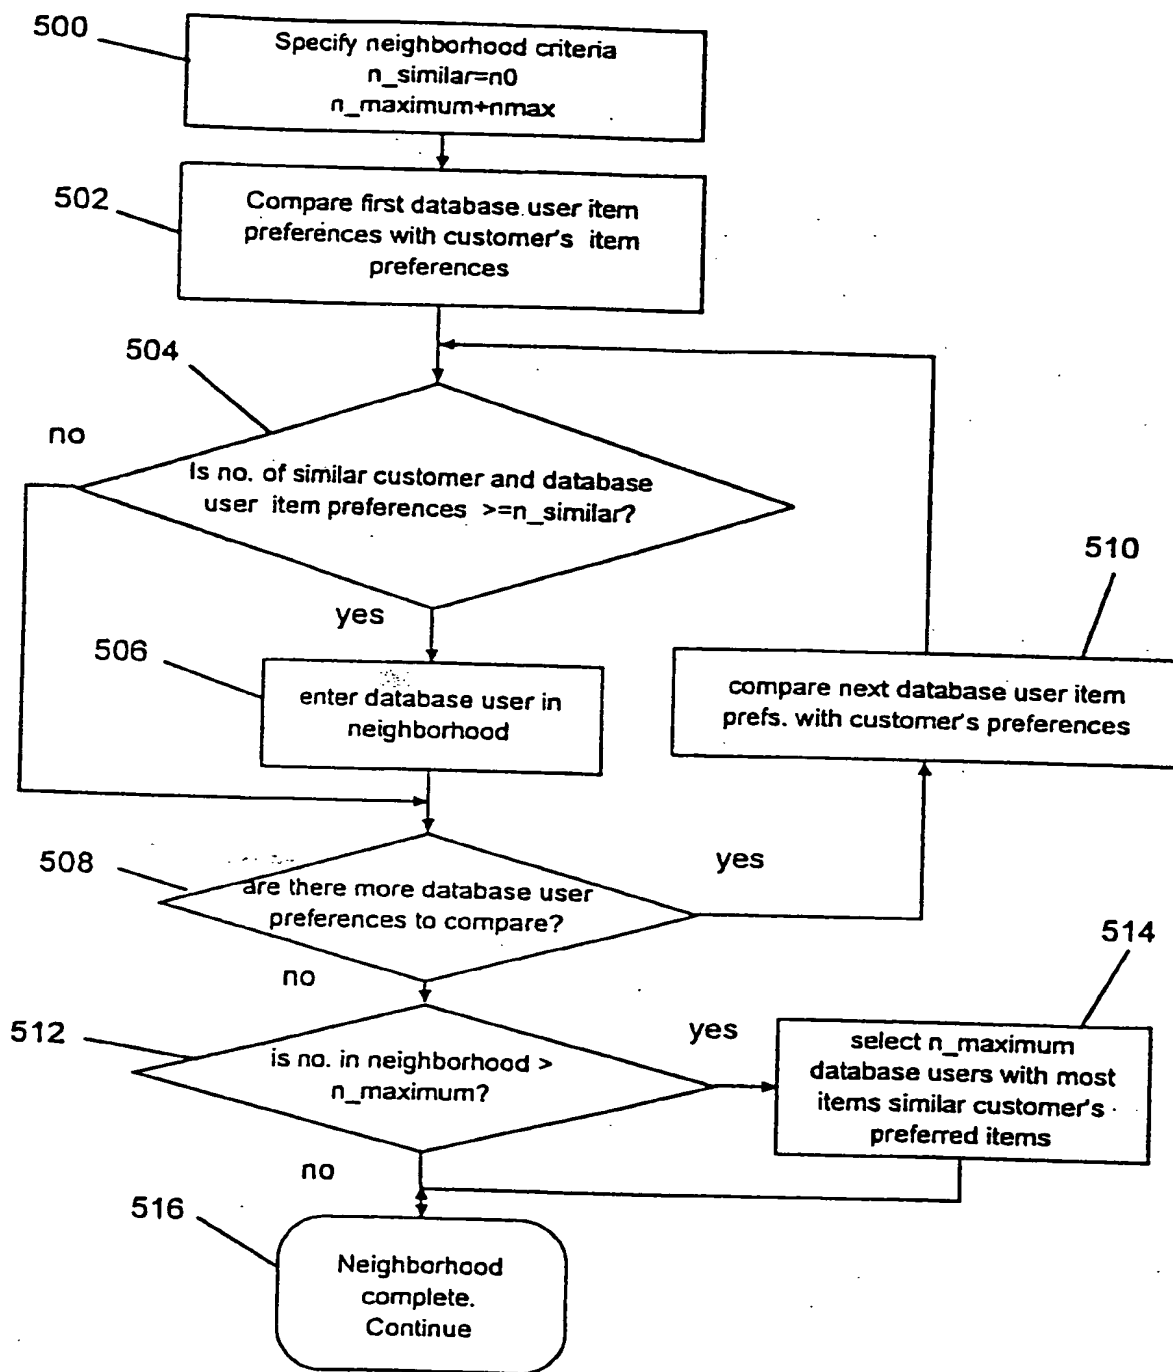 500
Specify neighborhood criteria
n_similar=n0
n_maximum+nmax
502
Compare first database user item
preferences with customer's item
preferences
504
no
Is no. of similar customer and database
user item preferences >=n_similar?
yes
510
506
enter database user in
neighborhood
compare next database user item
prefs. with customer's preferences
508
are there more database user
preferences to compare?
yes
no
514
512
is no. in neighborhood >
n_maximum?
yes
select n_maximum
database users with most
items similar customer's
preferred items
no
516
Neighborhood
complete.
Continue